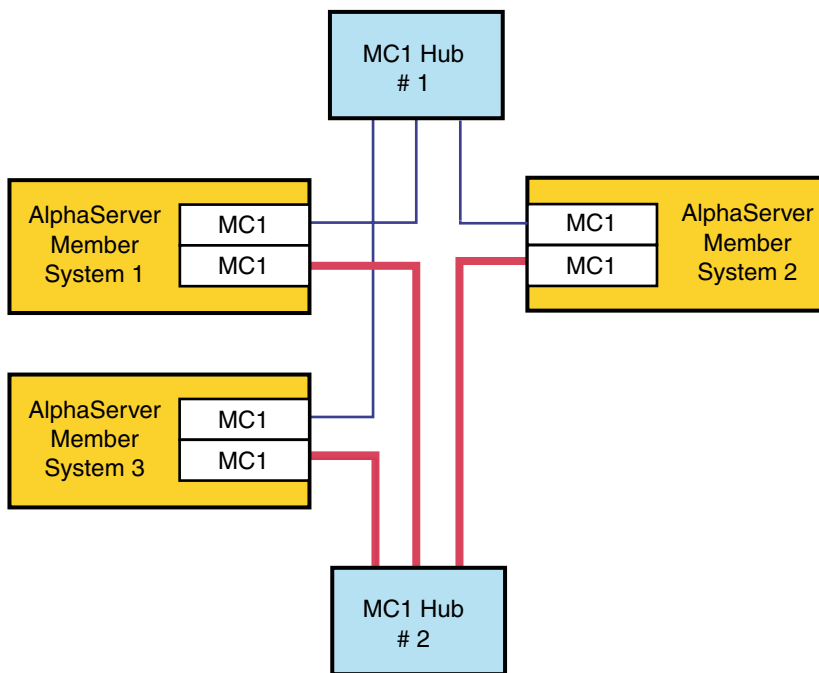 MC1 Hub
# 1
AlphaServer
Member
System 1
MC1
MC1
MC1
MC1
AlphaServer
Member
System 2
AlphaServer
Member
System 3
MC1
MC1
MC1 Hub
# 2